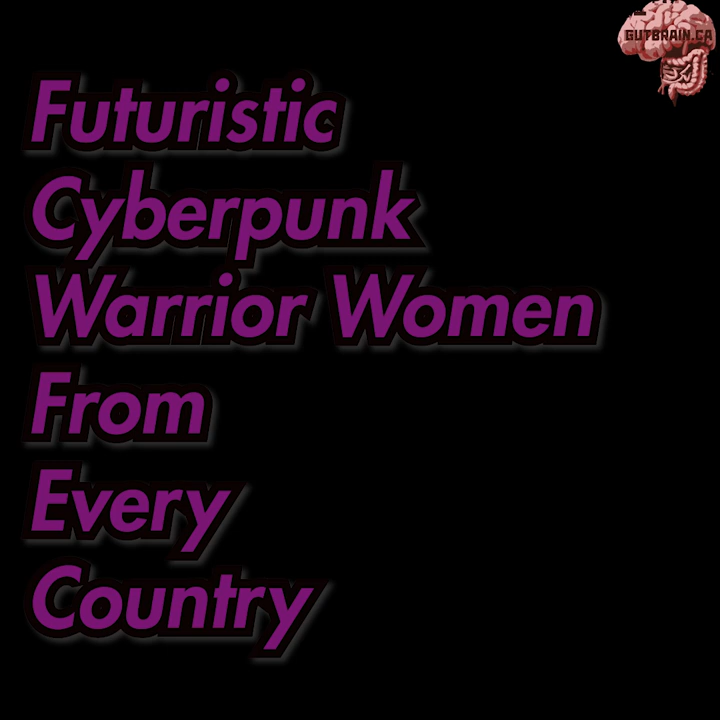 GUTBRAIN.CA
Futuristic
Cyberpunk
Warrior Women
From
Every
Country